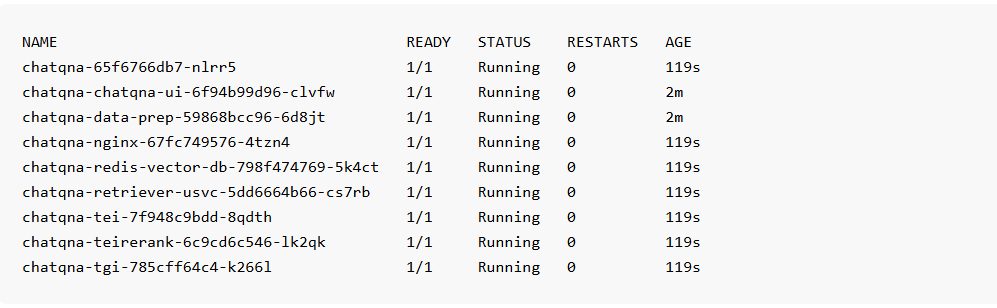 NAME READY STATUS RESTARTS AGE
chatqna-65f6766db7-nlrr5 1/1 Running 0 119s
chatqna-chatqna-ui-6f94b99d96-clvfw 1/1 Running 0 2m
chatqna-data-prep-59868bcc96-6d8jt 1/1 Running 0 2m
chatqna-nginx-67fc749576-4tzn4 1/1 Running 0 119s
chatqna-redis-vector-db-798f474769-5k4ct 1/1 Running 0 119s
chatqna-retriever-usvc-5dd6664b66-cs7rb 1/1 Running 0 119s
chatqna-tei-7f948c9bdd-8qdth 1/1 Running 0 119s
chatqna-teirerank-6c9cd6c546-lk2qk 1/1 Running 0 119s
chatqna-tgi-785cff64c4-k266l 1/1 Running 0 119s